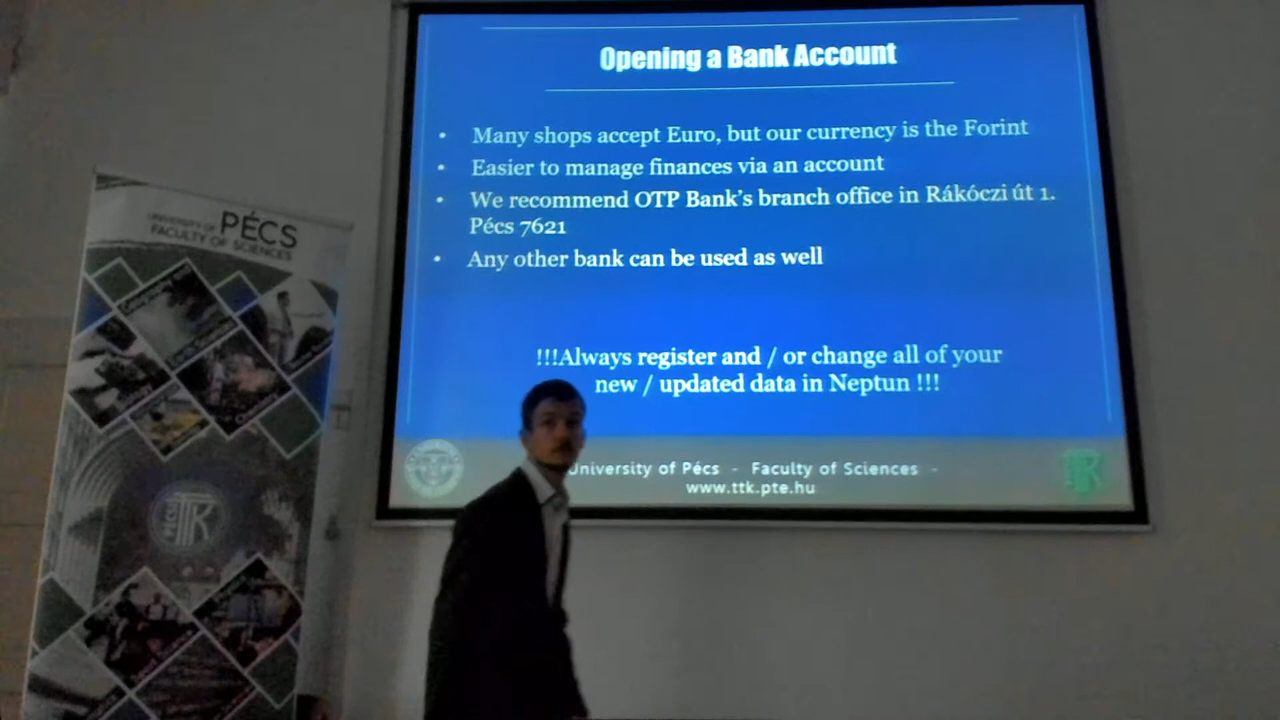 Opening a Bank Account
• Many shops accept Euro, but our currency is the Forint
• Easier to manage finances via an account
• We recommend OTP Bank's branch office in Rákóczi út 1.
Pécs 7621
• Any other bank can be used as well
!!!Always register and / or change all of your
new / updated data in Neptun !!!
University of Pécs - Faculty of Sciences -
www.ttk.pte.hu
UNIVERSITY OF PÉCS
FACULTY OF SCIENCES